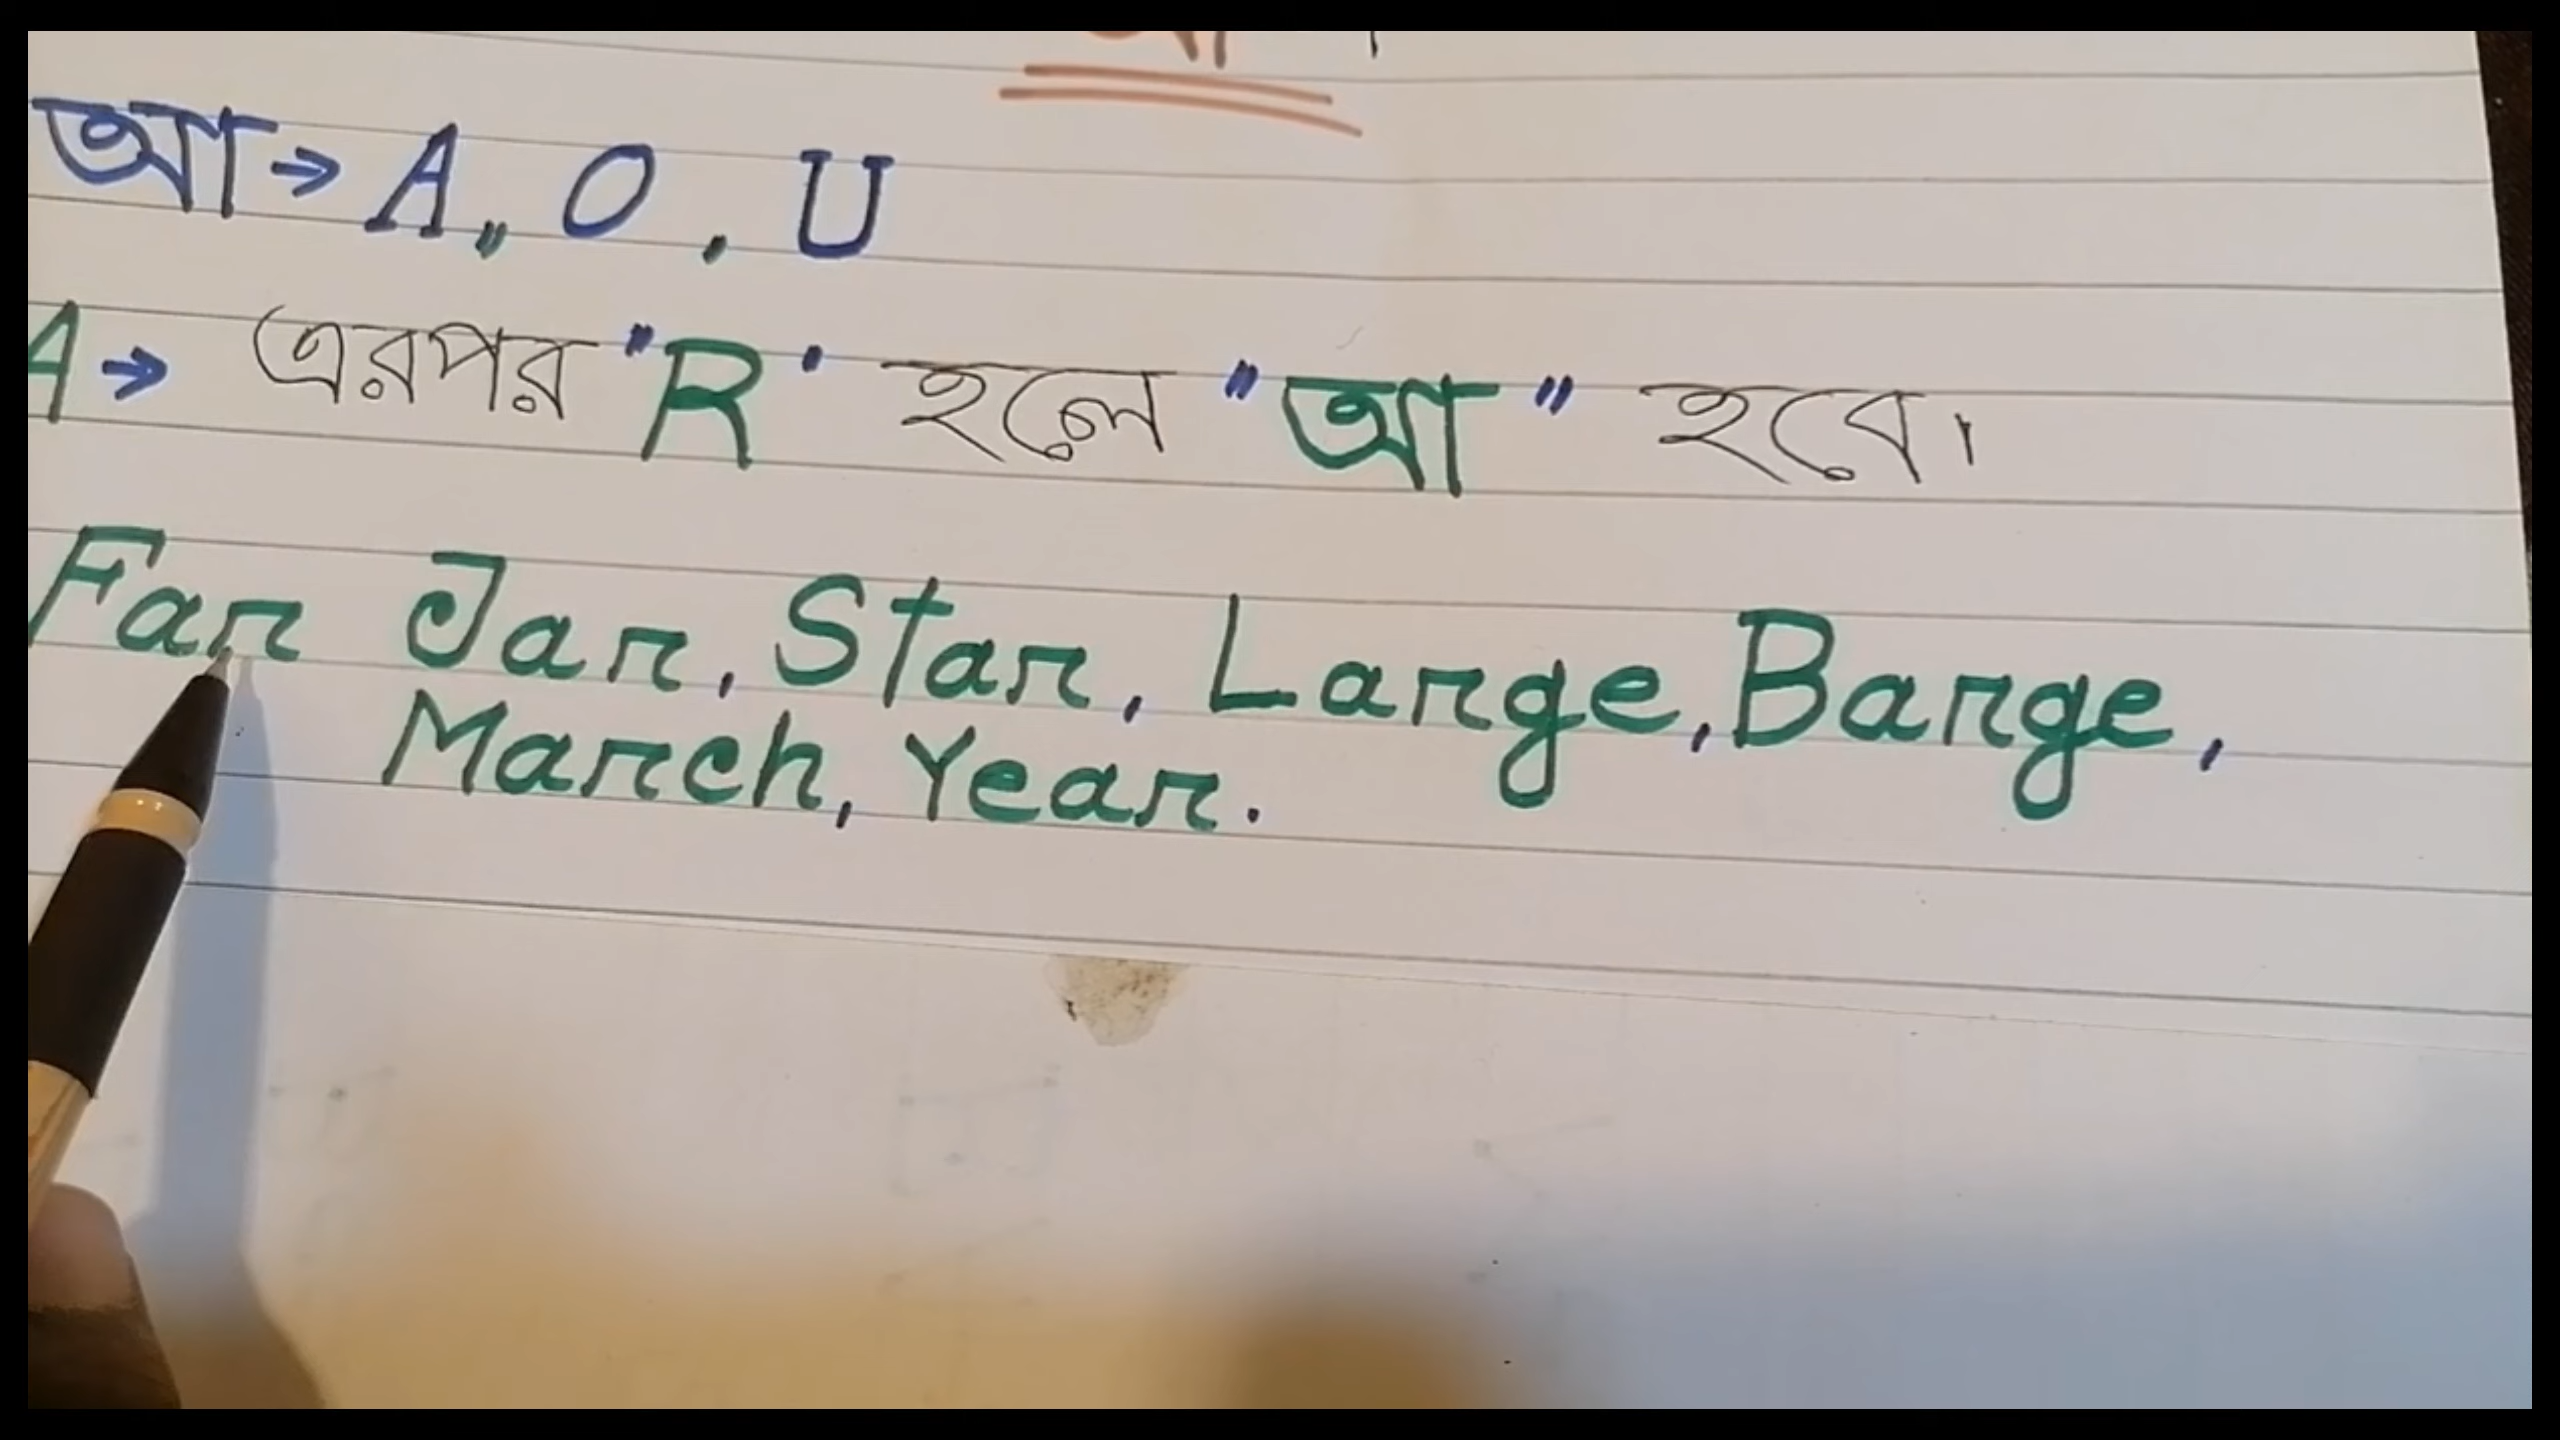 আ→ A,, O, U
A→ এরপর "R' হলে "আ" হবে।
Far Jar, Star, Large, Barge,
March, Year.